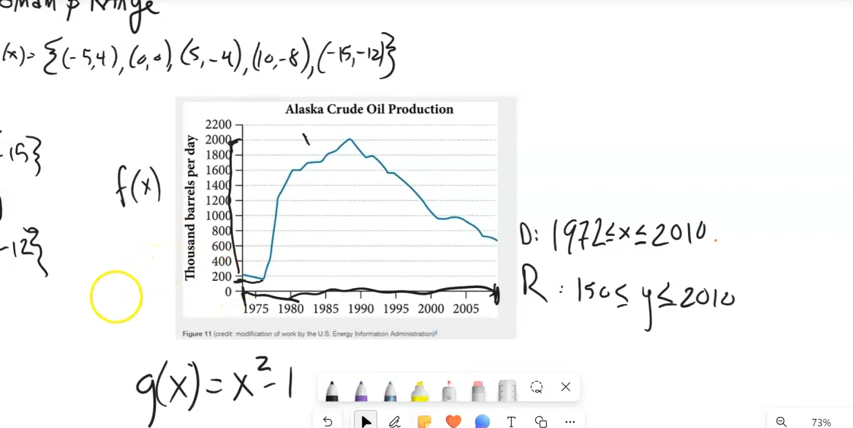 (x)= {(-5,4), (0,0), (5,-4), (10,-8), (-15,-12)}
-15}
-12}
Alaska Crude Oil Production
f(x)
Thousand barrels per day
2200
2000
1800
1600
1400
1200
1000
800
600
400
200
0
1975 1980 1985 1990 1995 2000 2005
D: 1972≤x≤2010.
R: 150≤ y≤2010
Figure 11 (credit: modification of work by the U.S. Energy Information Administration)
g(x)=x²-1
T
73%